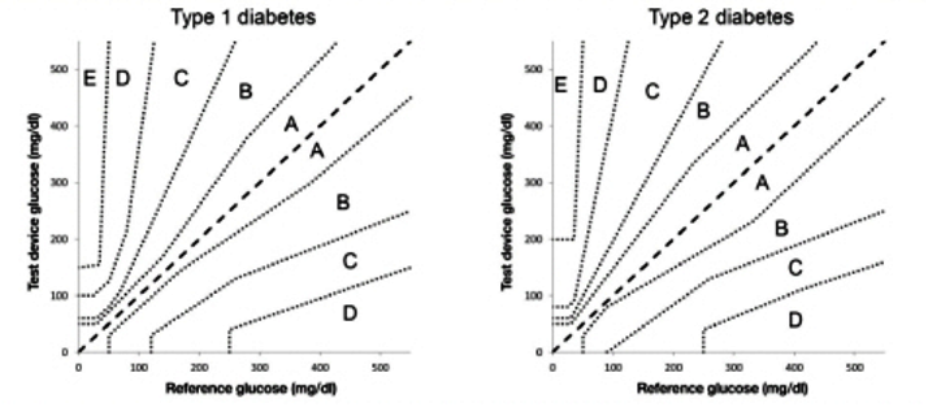 Type 1 diabetes
Test device glucose (mg/dl)
500
400
300
200
100
0
E D C B A
A
B
C
D
0 100 200 300 400 500
Reference glucose (mg/dl)
Type 2 diabetes
Test device glucose (mg/dl)
500
400
300
200
100
0
E D C B A
A
B
C
D
0 100 200 300 400 500
Reference glucose (mg/dl)